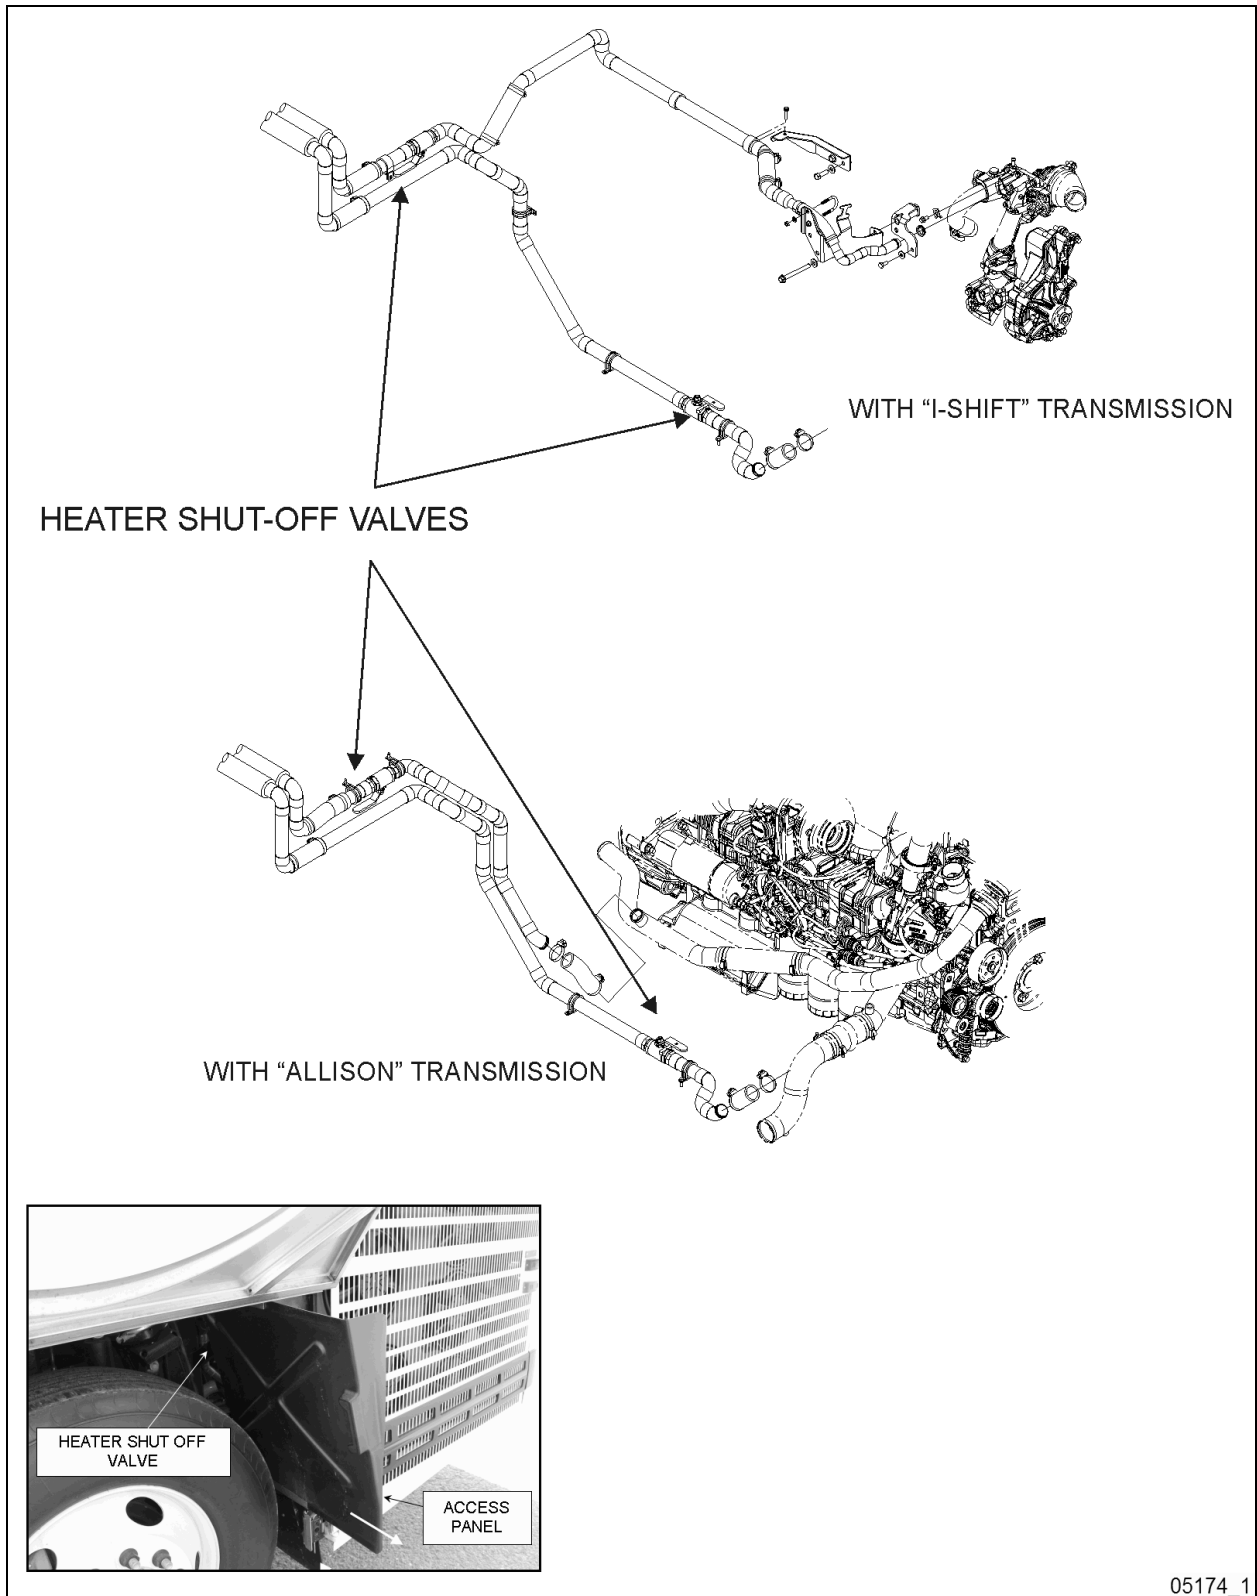 WITH “I-SHIFT” TRANSMISSION
HEATER SHUT-OFF VALVES
WITH “ALLISON” TRANSMISSION
HEATER SHUT OFF
VALVE
ACCESS
PANEL
05174_1